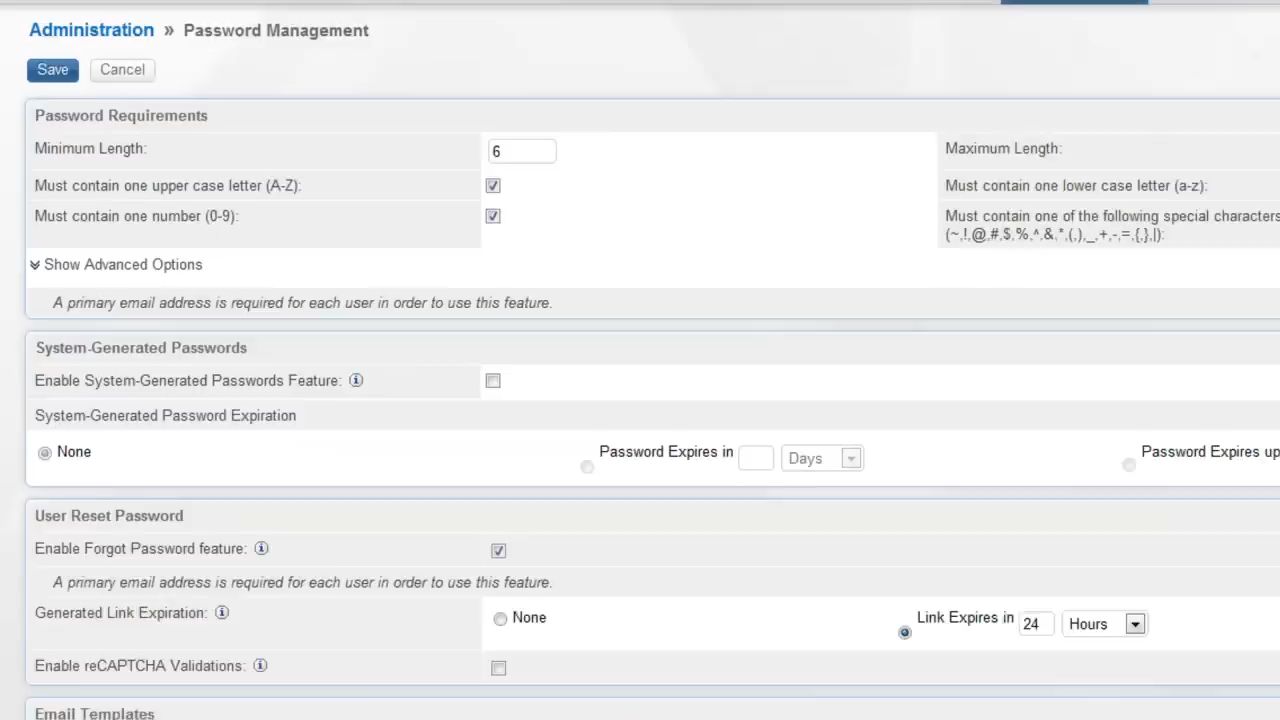 Administration » Password Management
Save Cancel
Password Requirements
Minimum Length: 6 Maximum Length:
Must contain one upper case letter (A-Z): Must contain one lower case letter (a-z):
Must contain one number (0-9): Must contain one of the following special characters
(~,!,@,#,$,%,^,&,*,(,),_,+,-,=,{,},|):
Show Advanced Options
A primary email address is required for each user in order to use this feature.
System-Generated Passwords
Enable System-Generated Passwords Feature:
System-Generated Password Expiration
None Password Expires in Days Password Expires up
User Reset Password
Enable Forgot Password feature:
A primary email address is required for each user in order to use this feature.
Generated Link Expiration: None Link Expires in 24 Hours
Enable reCAPTCHA Validations:
Email Templates